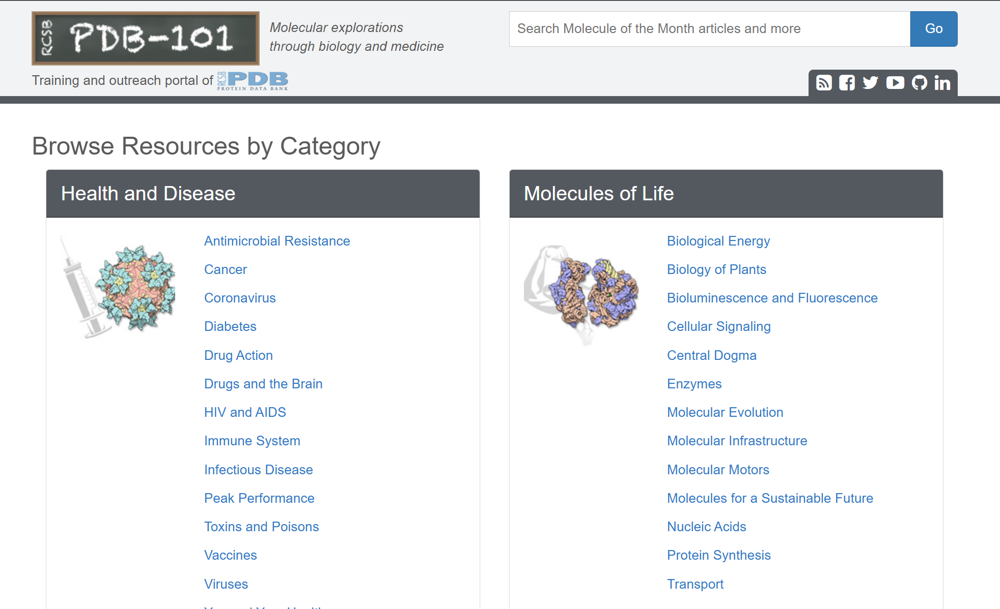 RCSB PDB-101
Molecular explorations
through biology and medicine
Search Molecule of the Month articles and more
Go
Training and outreach portal of RCSB PDB
PROTEIN DATA BANK
Browse Resources by Category
Health and Disease
Antimicrobial Resistance
Cancer
Coronavirus
Diabetes
Drug Action
Drugs and the Brain
HIV and AIDS
Immune System
Infectious Disease
Peak Performance
Toxins and Poisons
Vaccines
Viruses
Molecules of Life
Biological Energy
Biology of Plants
Bioluminescence and Fluorescence
Cellular Signaling
Central Dogma
Enzymes
Molecular Evolution
Molecular Infrastructure
Molecular Motors
Molecules for a Sustainable Future
Nucleic Acids
Protein Synthesis
Transport